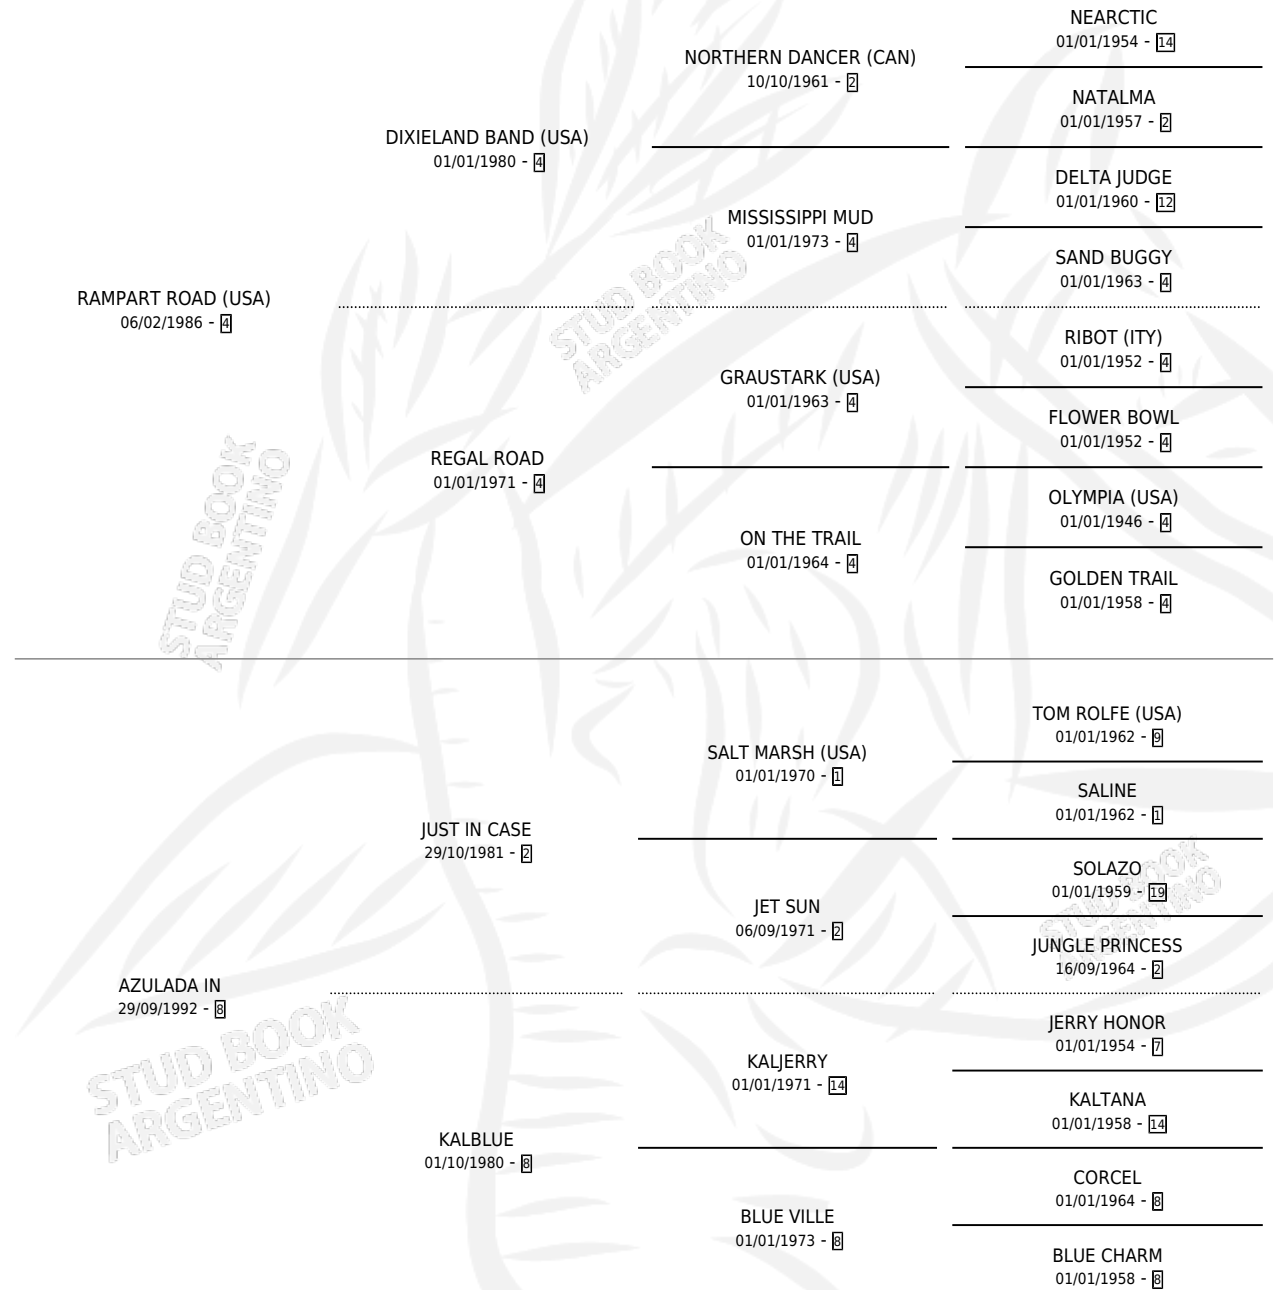 NEARCTIC
01/01/1954 - 14
NORTHERN DANCER (CAN)
10/10/1961 - 2
NATALMA
01/01/1957 - 2
DIXIELAND BAND (USA)
01/01/1980 - 4
DELTA JUDGE
01/01/1960 - 12
MISSISSIPPI MUD
01/01/1973 - 4
SAND BUGGY
01/01/1963 - 4
RAMPART ROAD (USA)
06/02/1986 - 4
STUD BOOK
ARGENTINO
RIBOT (ITY)
01/01/1952 - 4
GRAUSTARK (USA)
01/01/1963 - 4
FLOWER BOWL
01/01/1952 - 4
REGAL ROAD
01/01/1971 - 4
OLYMPIA (USA)
01/01/1946 - 4
ON THE TRAIL
01/01/1964 - 4
GOLDEN TRAIL
01/01/1958 - 4
STUD BOOK
ARGENTINO
TOM ROLFE (USA)
01/01/1962 - 9
SALT MARSH (USA)
01/01/1970 - 1
SALINE
01/01/1962 - 1
JUST IN CASE
29/10/1981 - 2
SOLAZO
01/01/1959 - 19
JET SUN
06/09/1971 - 2
JUNGLE PRINCESS
16/09/1964 - 2
STUD BOOK
ARGENTINO
AZULADA IN
29/09/1992 - 8
JERRY HONOR
01/01/1954 - 7
KALJERRY
01/01/1971 - 14
KALTANA
01/01/1958 - 14
STUD BOOK
ARGENTINO
KALBLUE
01/10/1980 - 8
CORCEL
01/01/1964 - 8
BLUE VILLE
01/01/1973 - 8
BLUE CHARM
01/01/1958 - 8